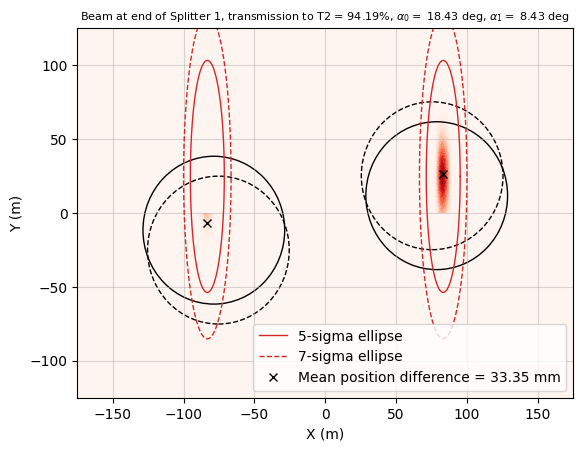 Beam at end of Splitter 1, transmission to T2 = 94.19%, α₀ = 18.43 deg, α₁ = 8.43 deg
100
50
0
−50
−100
Y (m)
−150 −100 −50 0 50 100 150
X (m)
5-sigma ellipse
7-sigma ellipse
Mean position difference = 33.35 mm